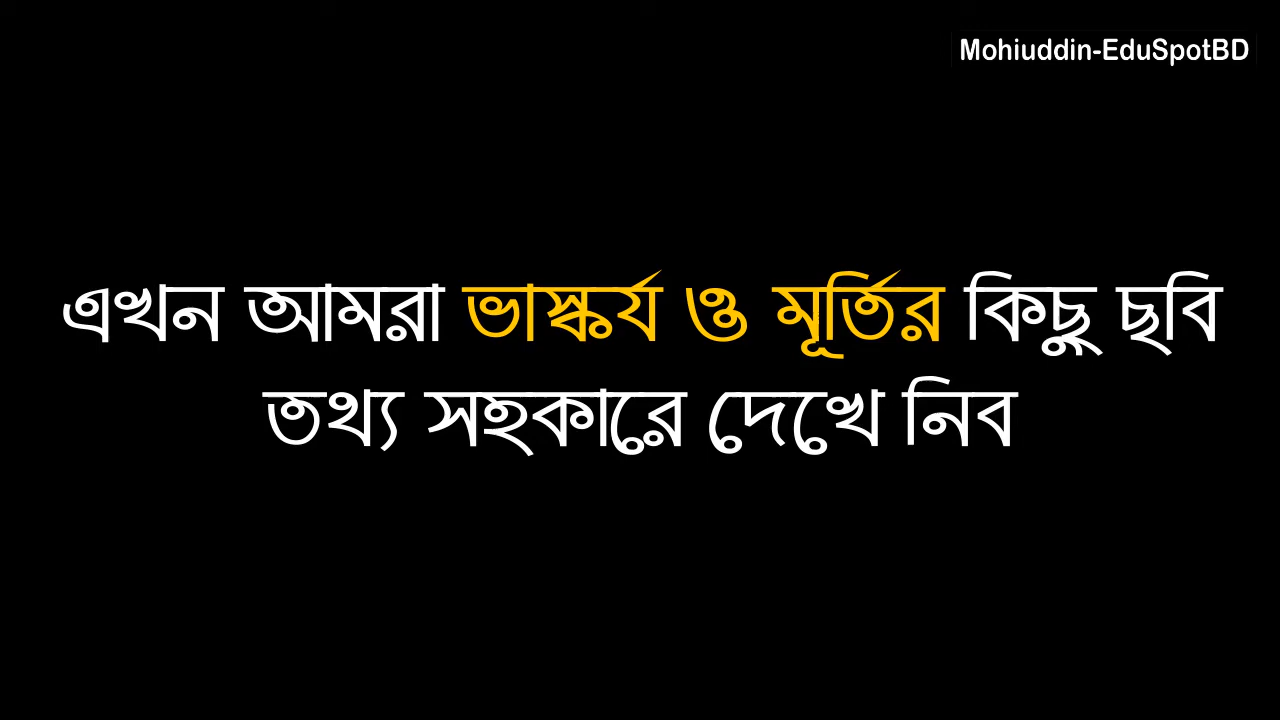 Mohiuddin-EduSpotBD
এখন আমরা ভাস্কর্য ও মূর্তির কিছু ছবি
তথ্য সহকারে দেখে নিব